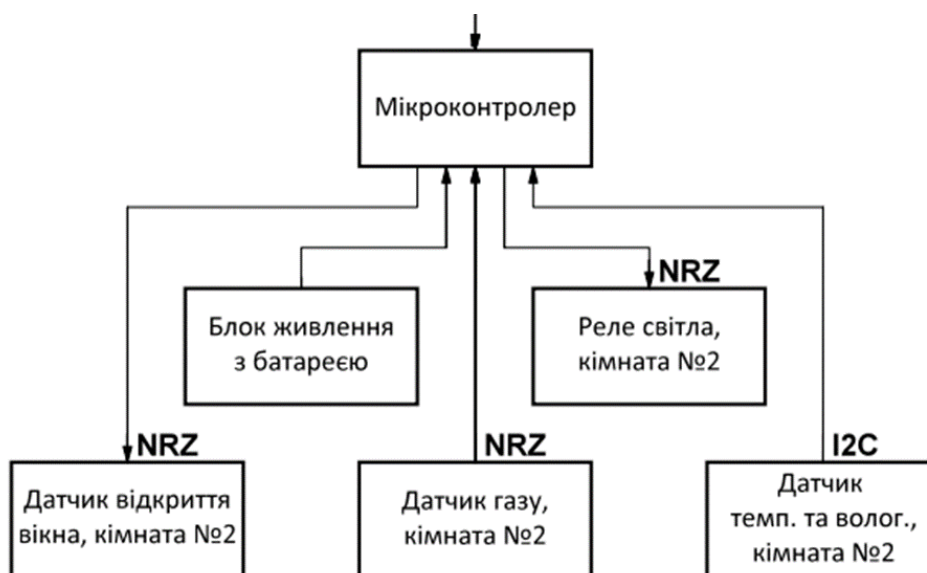 Мікроконтролер
NRZ
Блок живлення
з батареєю
Реле світла,
кімната №2
NRZ
NRZ
I2C
Датчик відкриття
вікна, кімната №2
Датчик газу,
кімната №2
Датчик
темп. та волог.,
кімната №2